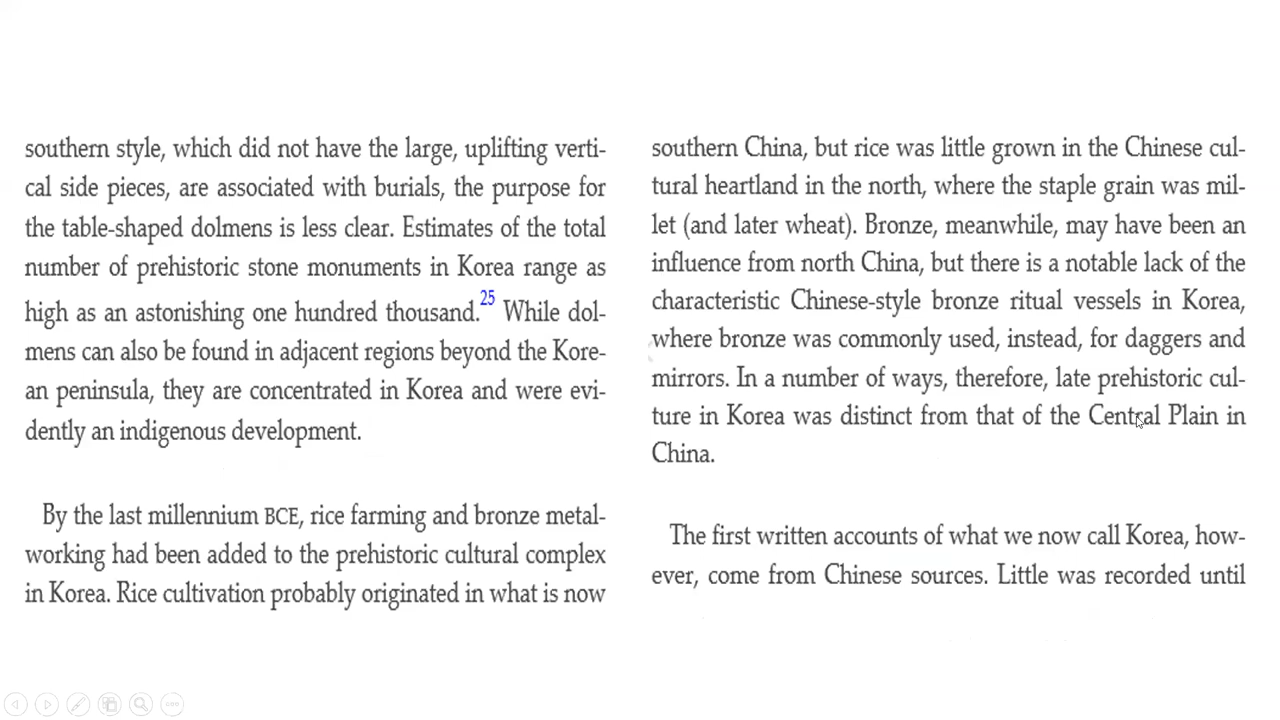 southern style, which did not have the large, uplifting verti-
cal side pieces, are associated with burials, the purpose for
the table-shaped dolmens is less clear. Estimates of the total
number of prehistoric stone monuments in Korea range as
high as an astonishing one hundred thousand.25 While dol-
mens can also be found in adjacent regions beyond the Kore-
an peninsula, they are concentrated in Korea and were evi-
dently an indigenous development.
By the last millennium BCE, rice farming and bronze metal-
working had been added to the prehistoric cultural complex
in Korea. Rice cultivation probably originated in what is now
southern China, but rice was little grown in the Chinese cul-
tural heartland in the north, where the staple grain was mil-
let (and later wheat). Bronze, meanwhile, may have been an
influence from north China, but there is a notable lack of the
characteristic Chinese-style bronze ritual vessels in Korea,
where bronze was commonly used, instead, for daggers and
mirrors. In a number of ways, therefore, late prehistoric cul-
ture in Korea was distinct from that of the Central Plain in
China.
The first written accounts of what we now call Korea, how-
ever, come from Chinese sources. Little was recorded until